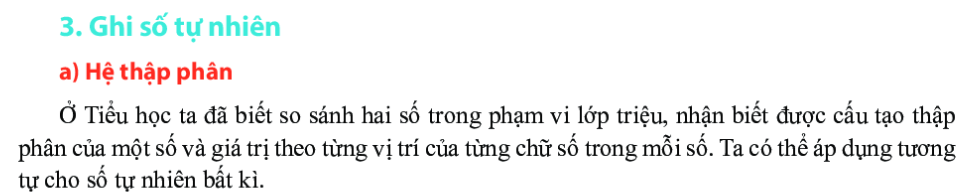 3. Ghi số tự nhiên
a) Hệ thập phân
Ở Tiểu học ta đã biết so sánh hai số trong phạm vi lớp triệu, nhận biết được cấu tạo thập
phân của một số và giá trị theo từng vị trí của từng chữ số trong mỗi số. Ta có thể áp dụng tương
tự cho số tự nhiên bất kì.